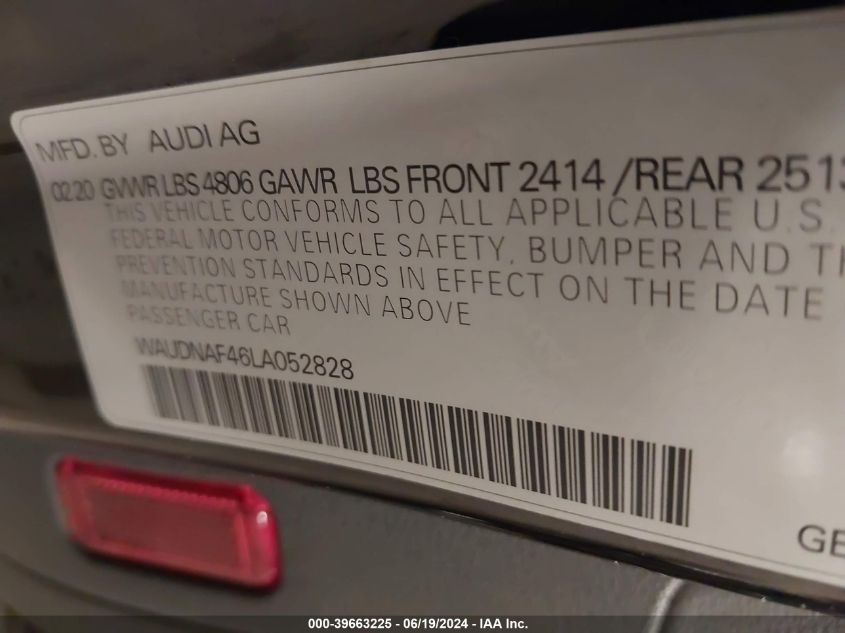 MFD. BY AUDI AG
02 20 GVWR LBS 4806 GAWR LBS FRONT 2414 /REAR 2513
THIS VEHICLE CONFORMS TO ALL APPLICABLE U.S.
FEDERAL MOTOR VEHICLE SAFETY, BUMPER AND
PREVENTION STANDARDS IN EFFECT ON THE DATE
MANUFACTURE SHOWN ABOVE
PASSENGER CAR
WAUDNAF46LA052828
000-39663225 - 06/19/2024 - IAA Inc.